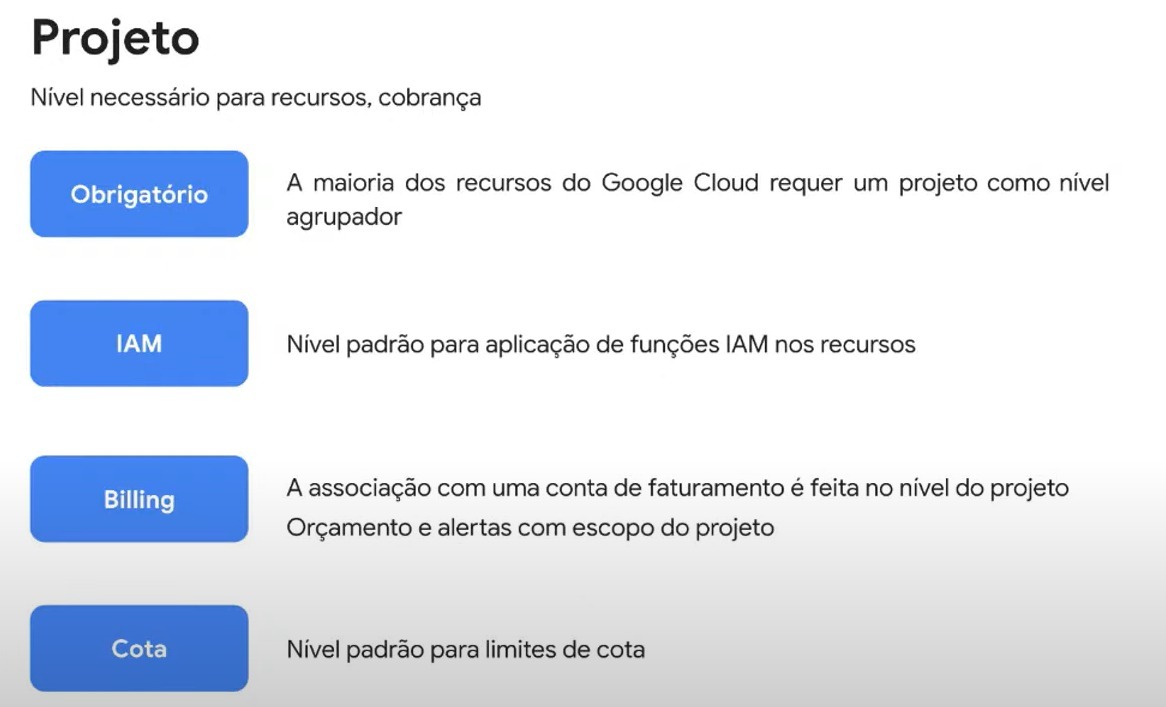 Projeto
Nível necessário para recursos, cobrança
Obrigatório
A maioria dos recursos do Google Cloud requer um projeto como nível
agrupador
IAM
Nível padrão para aplicação de funções IAM nos recursos
Billing
A associação com uma conta de faturamento é feita no nível do projeto
Orçamento e alertas com escopo do projeto
Cota
Nível padrão para limites de cota